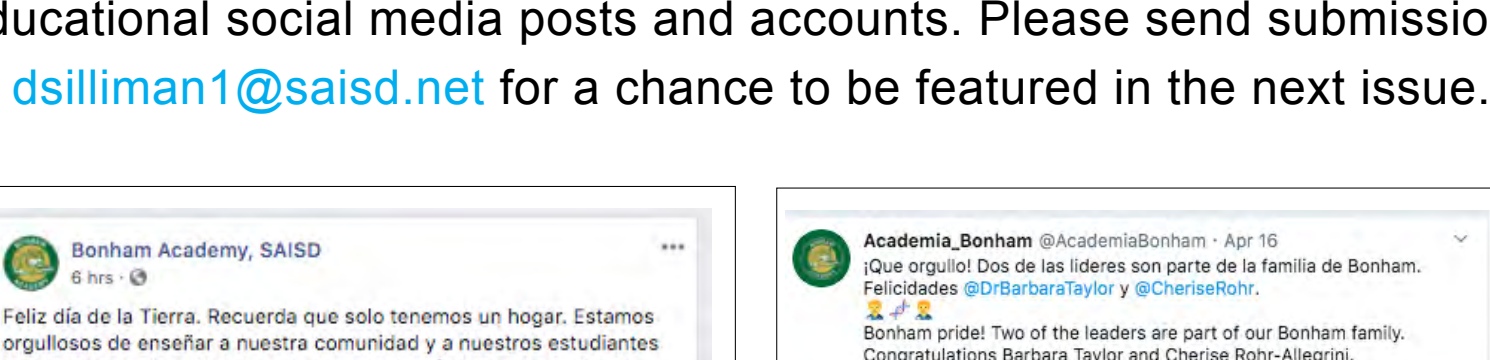 ducational social media posts and accounts. Please send submissio
dsilliman1@saisd.net for a chance to be featured in the next issue.
Bonham Academy, SAISD
6 hrs ·
Feliz día de la Tierra. Recuerda que solo tenemos un hogar. Estamos
orgullosos de enseñar a nuestra comunidad y a nuestros estudiantes
Academia_Bonham @AcademiaBonham · Apr 16
¡Que orgullo! Dos de las lideres son parte de la familia de Bonham.
Felicidades @DrBarbaraTaylor y @CheriseRohr.
Bonham pride! Two of the leaders are part of our Bonham family.
Congratulations Barbara Taylor and Cherise Rohr-Allegrini.